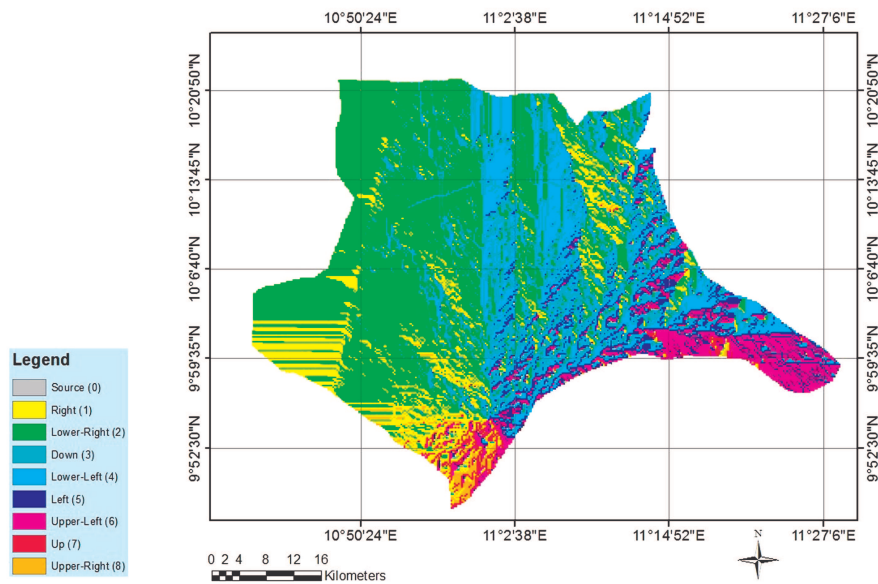 10°50'24"E 11°2'38"E 11°14'52"E 11°27'6"E
10°20'50"N 10°20'50"N
10°13'45"N 10°13'45"N
10°6'40"N 10°6'40"N
9°59'35"N 9°59'35"N
9°52'30"N 9°52'30"N
Legend
Source (0)
Right (1)
Lower-Right (2)
Down (3)
Lower-Left (4)
Left (5)
Upper-Left (6)
Up (7)
Upper-Right (8)
10°50'24"E 11°2'38"E 11°14'52"E 11°27'6"E
0 2 4 8 12 16
Kilometers
N